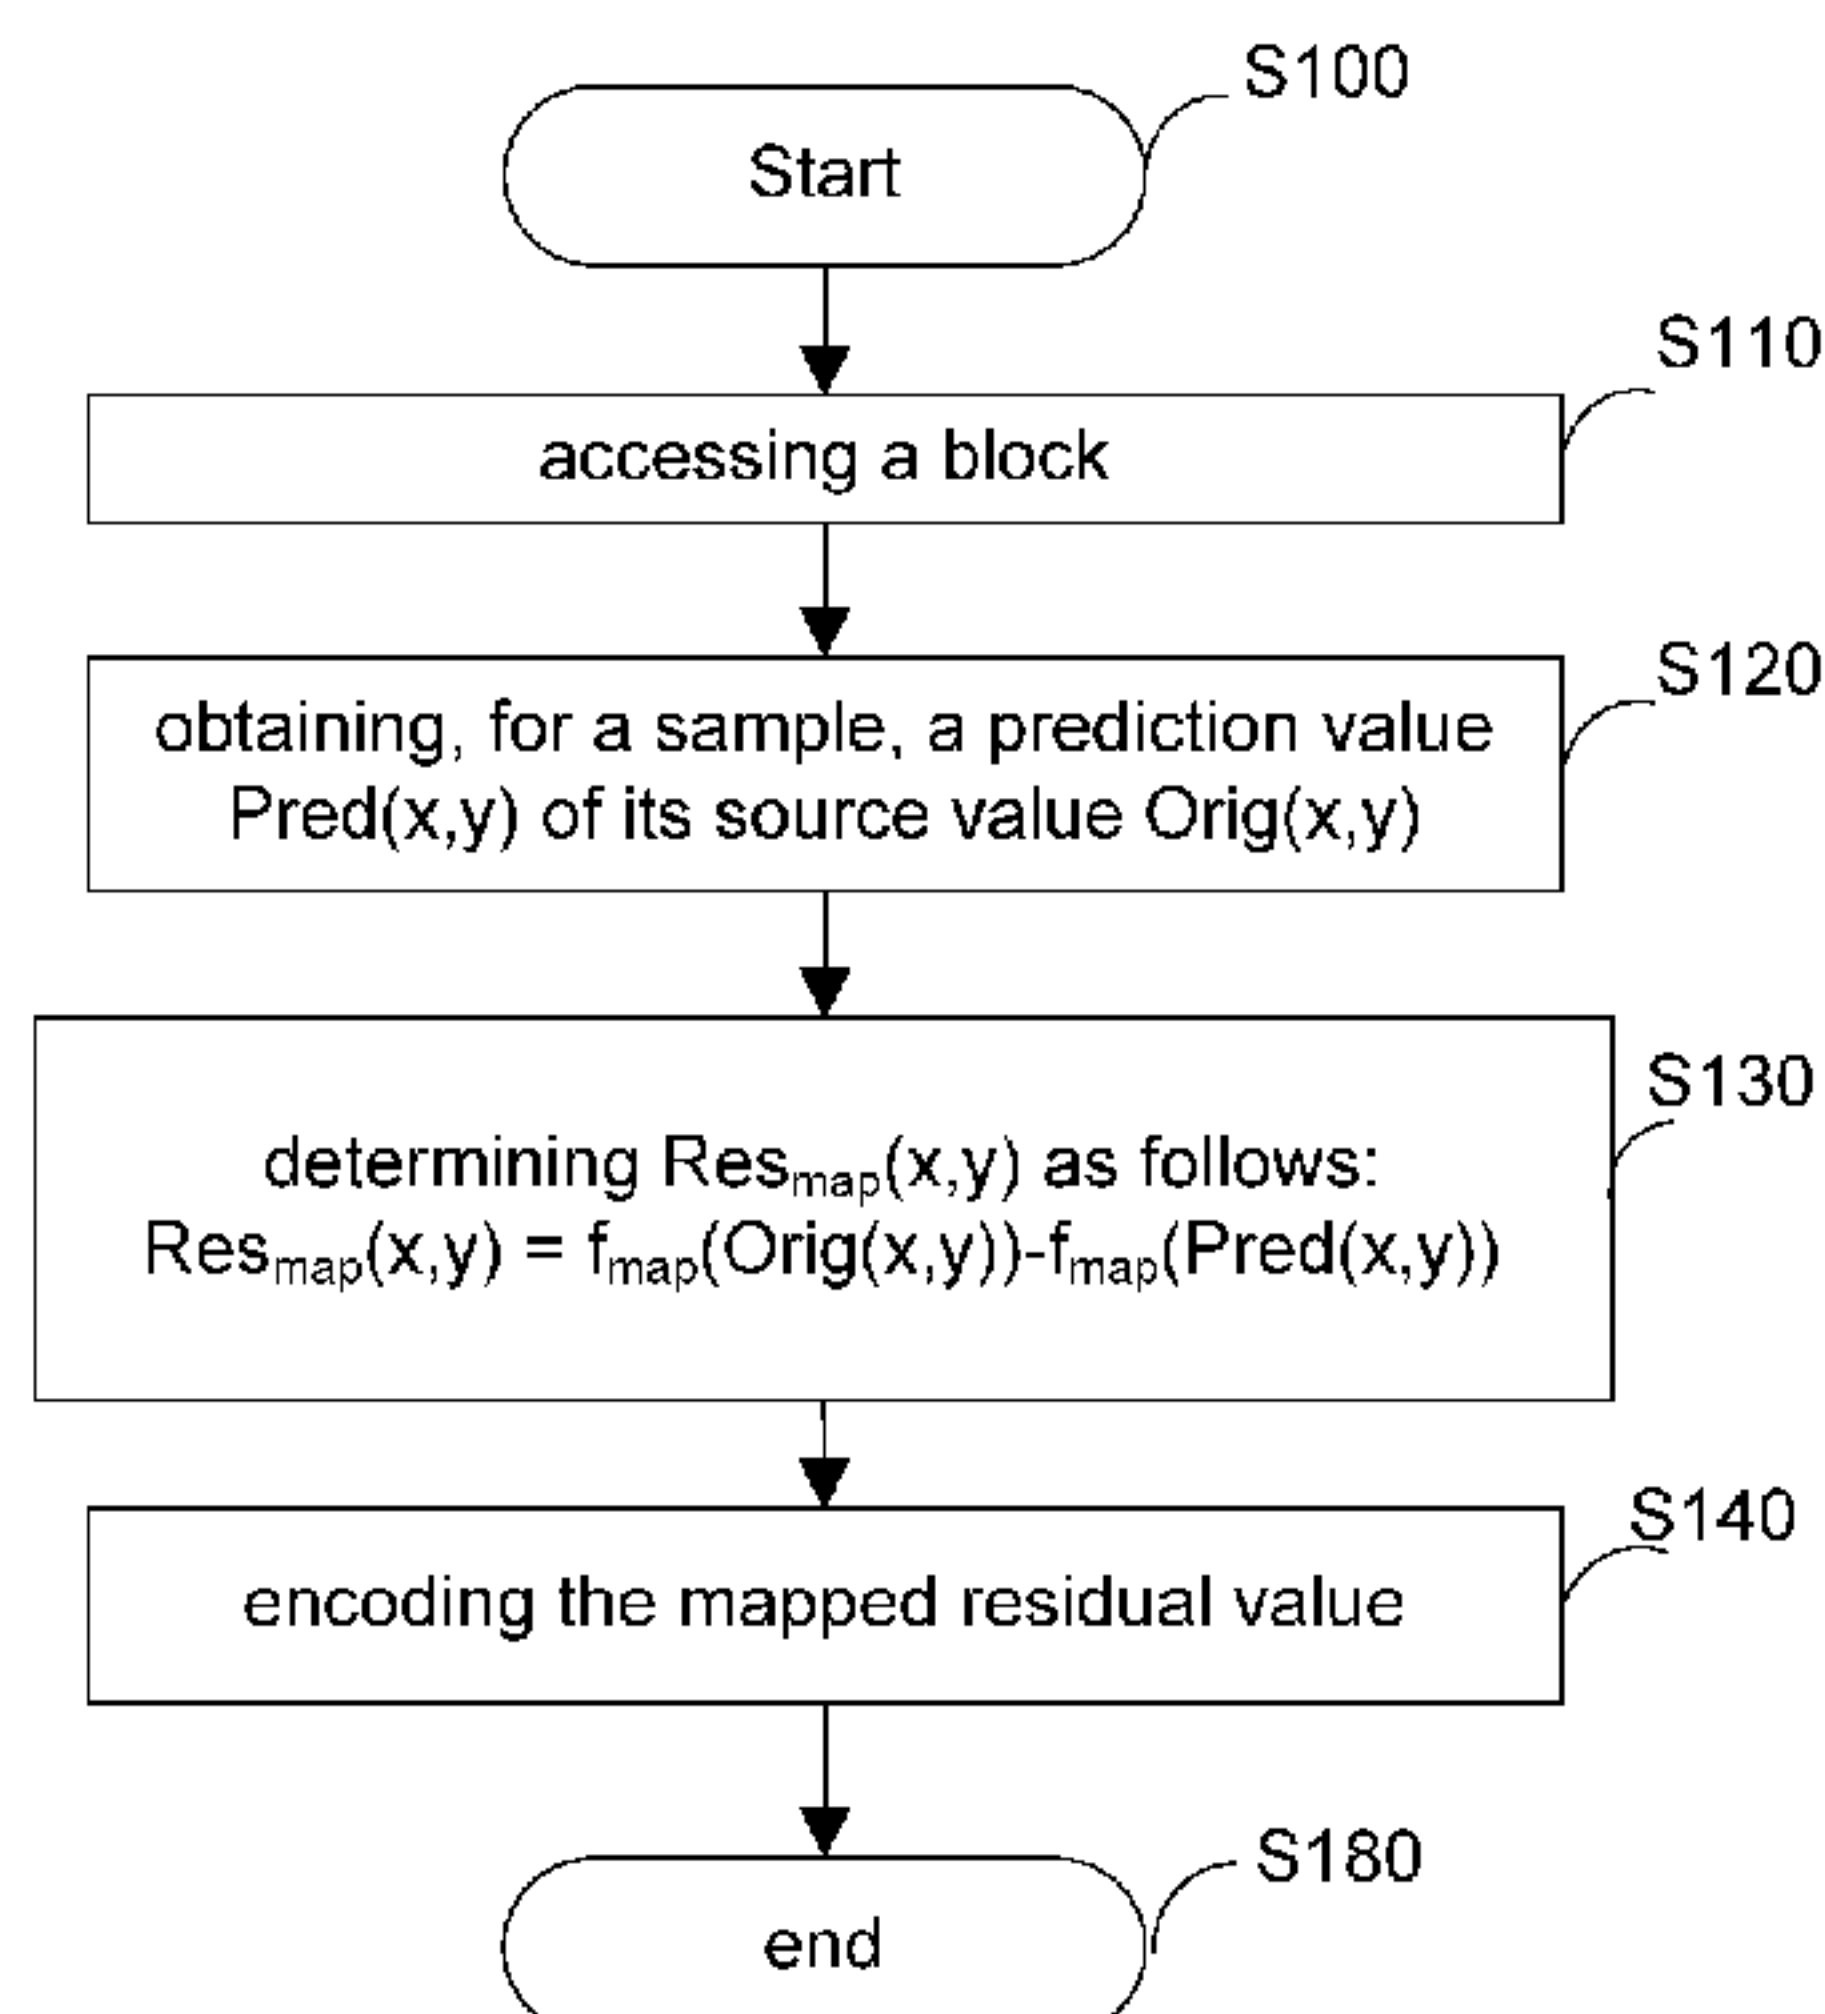 S100
Start
S110
accessing a block
S120
obtaining, for a sample, a prediction value
Pred(x,y) of its source value Orig(x,y)
S130
determining Resmap(x,y) as follows:
Resmap(x,y) = fmap(Orig(x,y))-fmap(Pred(x,y))
S140
encoding the mapped residual value
S180
end